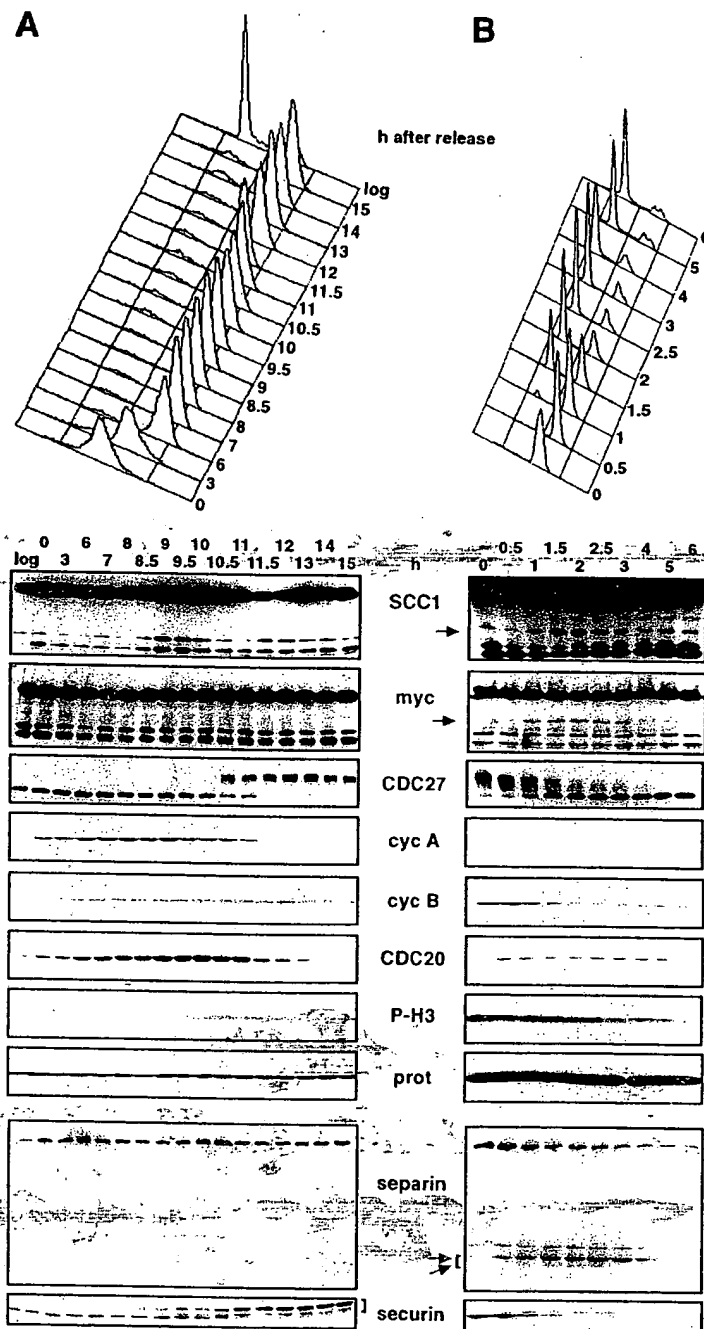 A
B
h after release
log
15
14
13
12
11.5
11
10.5
10
9.5
9
8.5
8
7
6
3
0
6
5
4
3
2.5
2
1.5
1
0.5
0
0 6 8 9 10 11 12 14
log 3 7 8.5 9.5 10.5 11.5 13 15
h
0.5 1.5 2.5 4 6
0 1 2 3 5
SCC1
myc
CDC27
cyc A
cyc B
CDC20
P-H3
prot
separin
securin